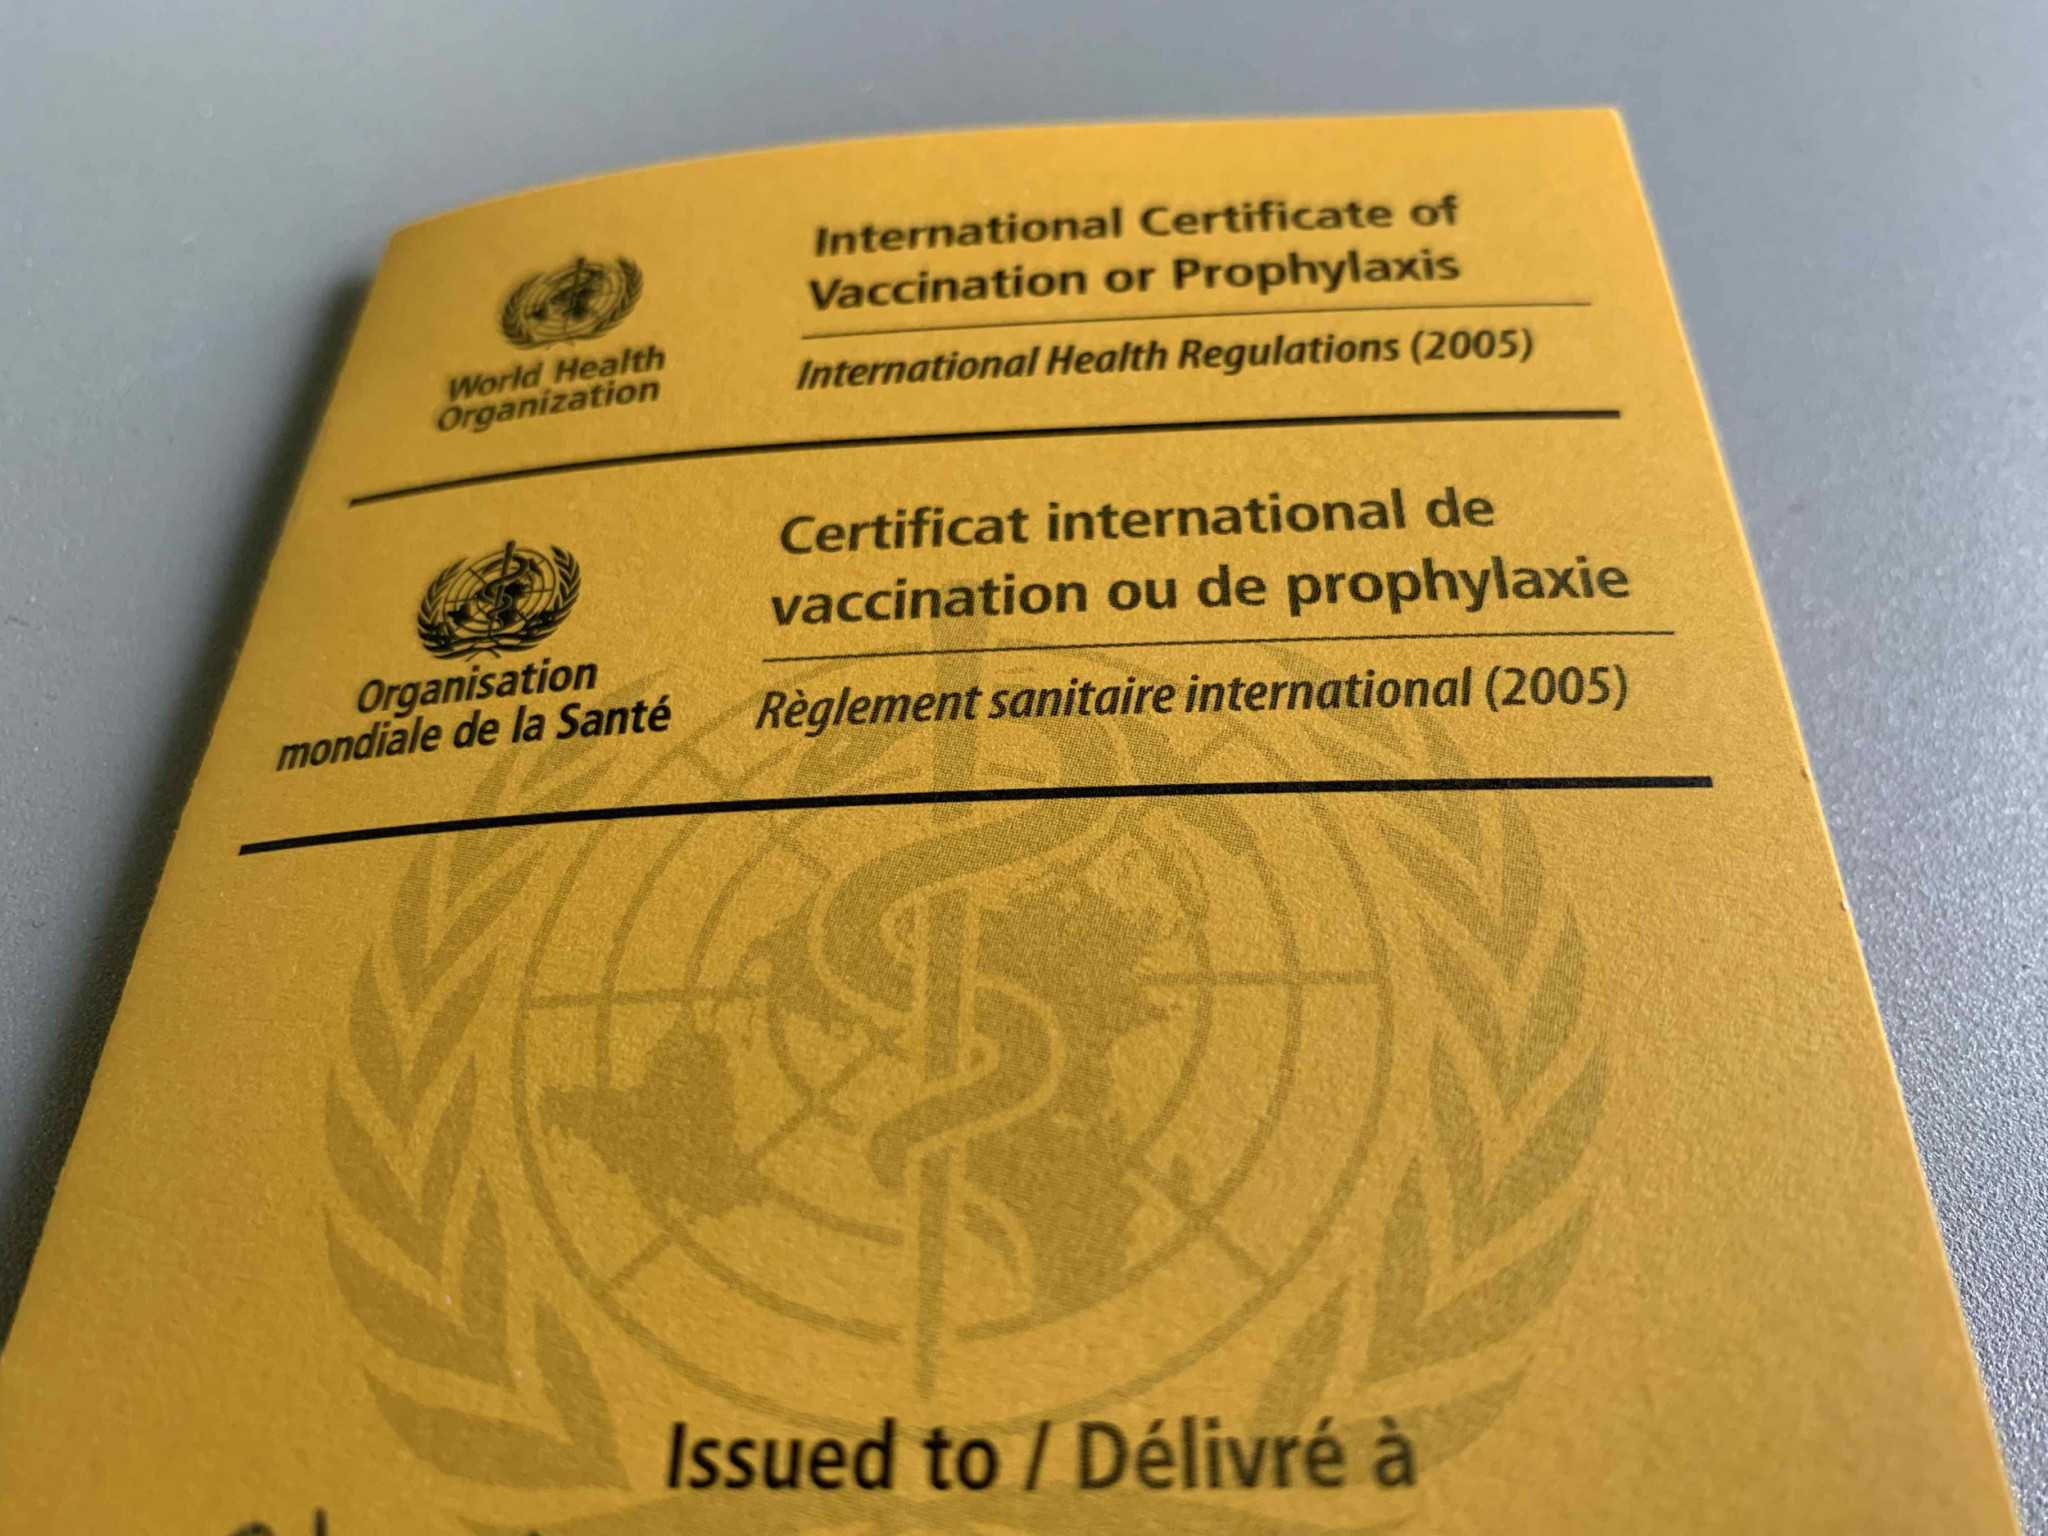 World Health
Organization
International Certificate of
Vaccination or Prophylaxis
International Health Regulations (2005)
Organisation
mondiale de la Santé
Certificat international de
vaccination ou de prophylaxie
Règlement sanitaire international (2005)
Issued to / Délivré à